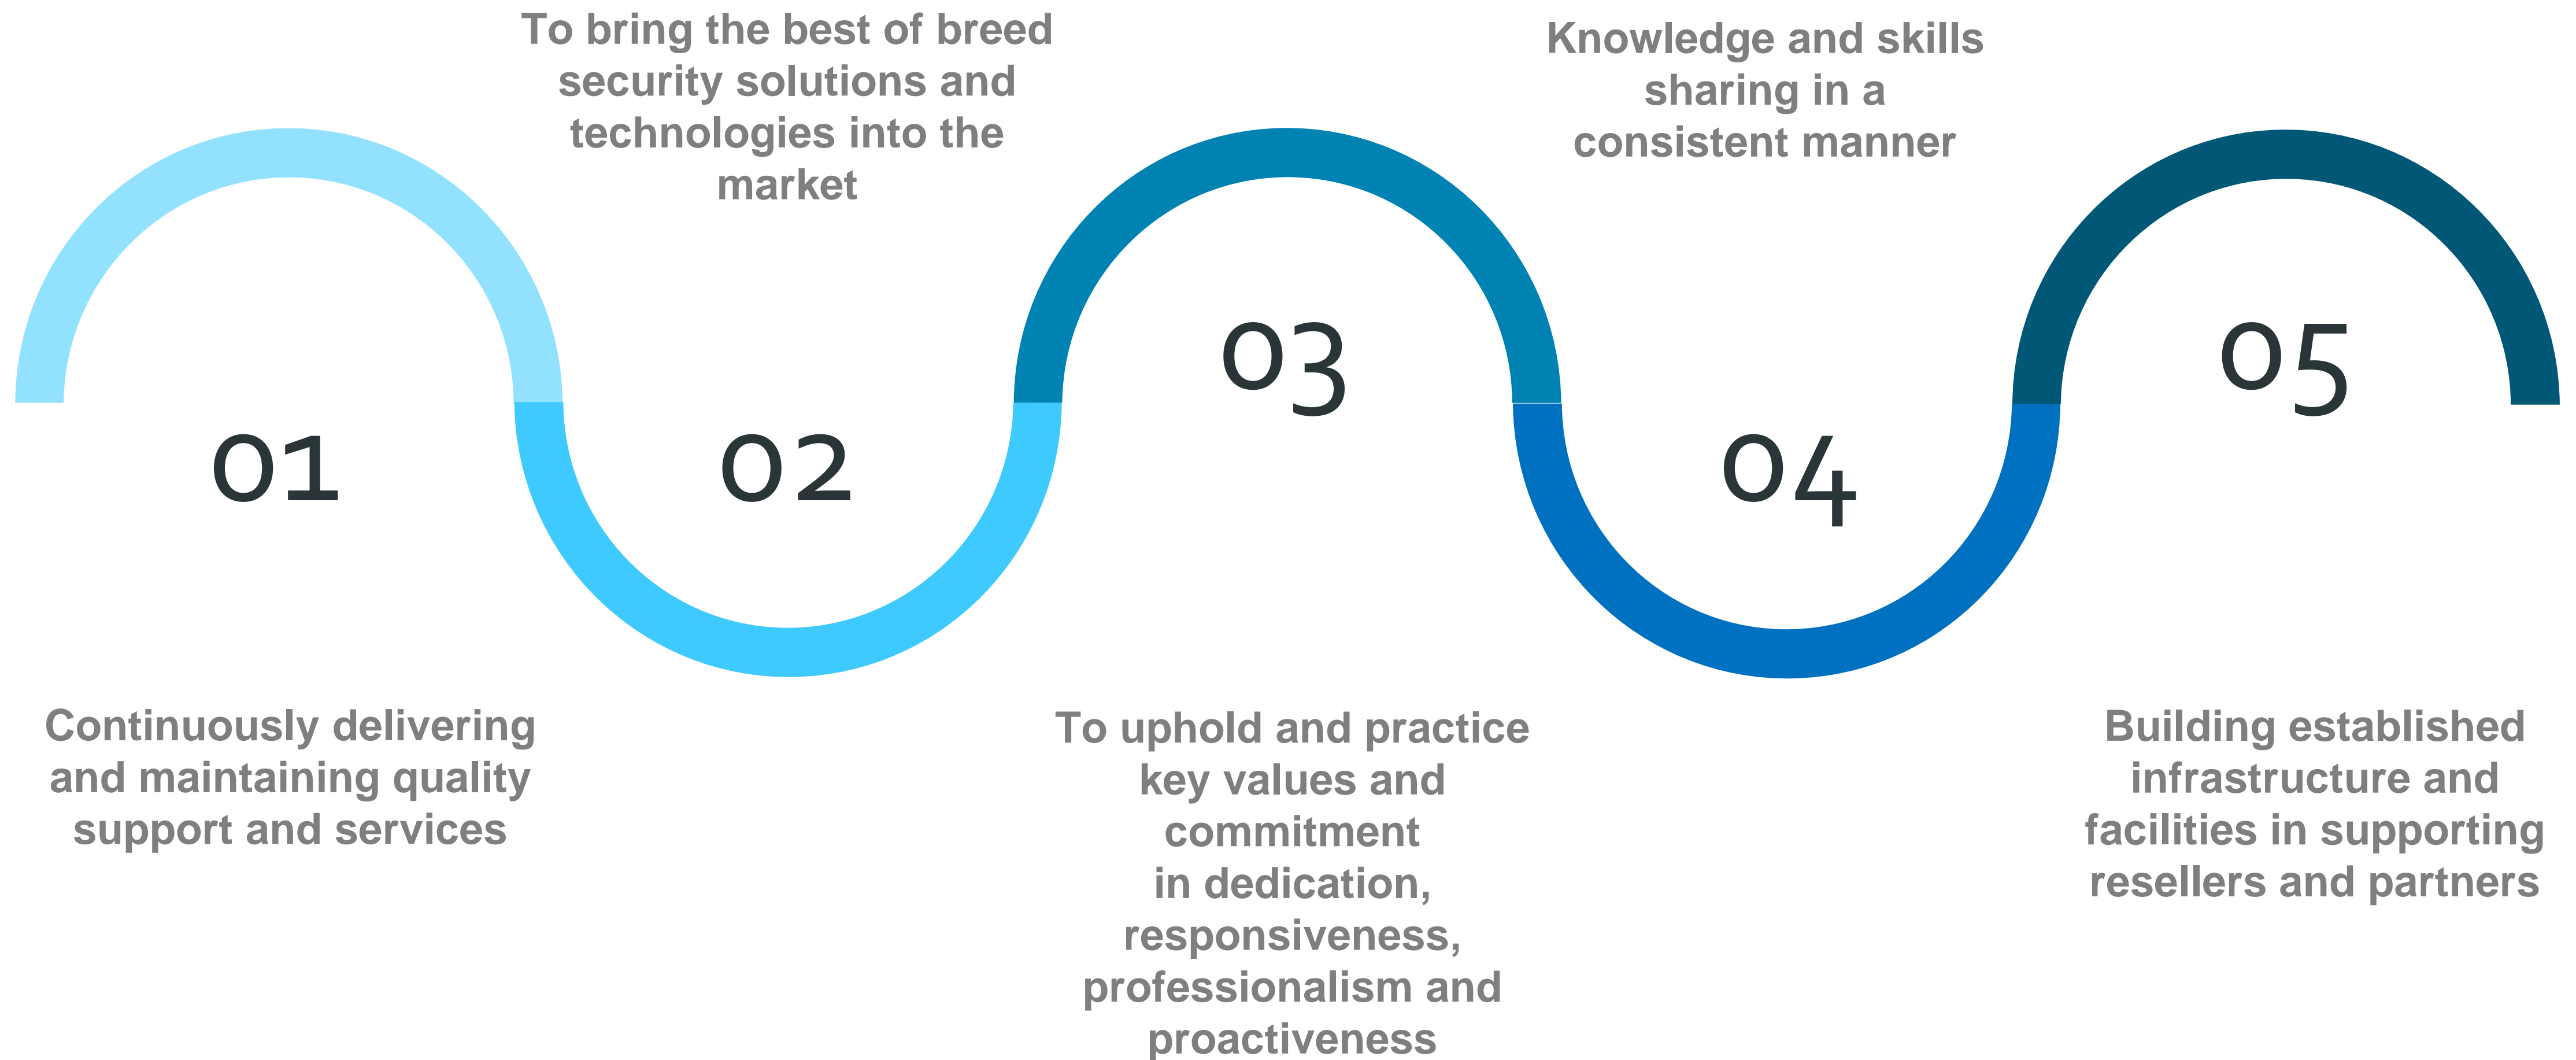 01
Continuously delivering
and maintaining quality
support and services
To bring the best of breed
security solutions and
technologies into the
market
02
03
To uphold and practice
key values and
commitment
in dedication,
responsiveness,
professionalism and
proactiveness
Knowledge and skills
sharing in a
consistent manner
04
05
Building established
infrastructure and
facilities in supporting
resellers and partners